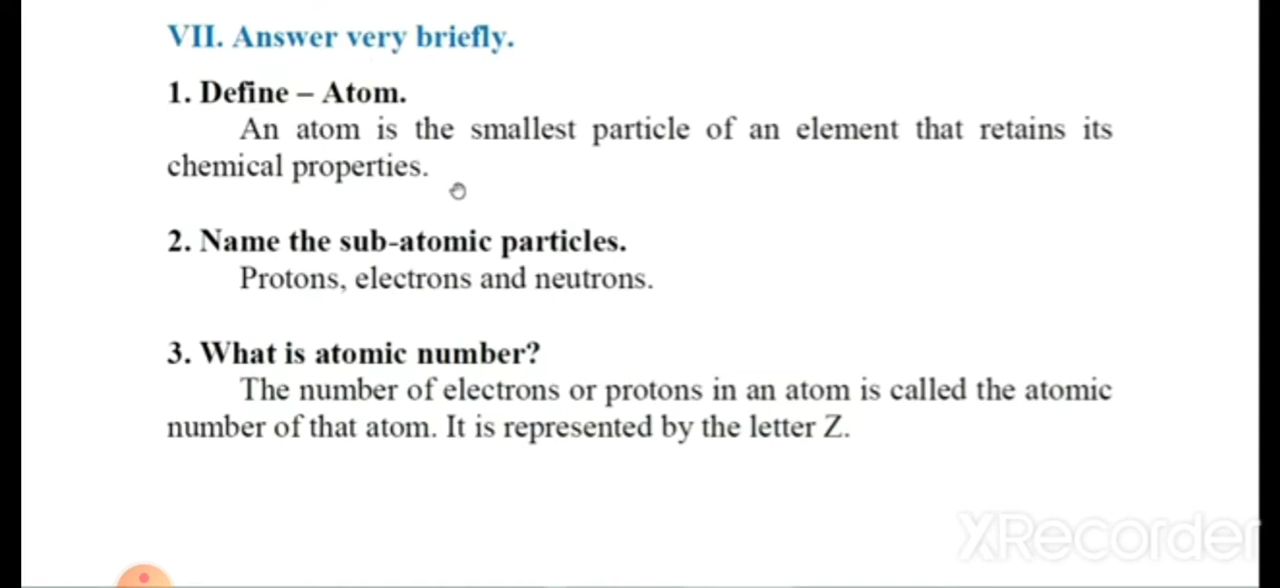 VII. Answer very briefly.
1. Define – Atom.
An atom is the smallest particle of an element that retains its
chemical properties.
2. Name the sub-atomic particles.
Protons, electrons and neutrons.
3. What is atomic number?
The number of electrons or protons in an atom is called the atomic
number of that atom. It is represented by the letter Z.
XRecorder